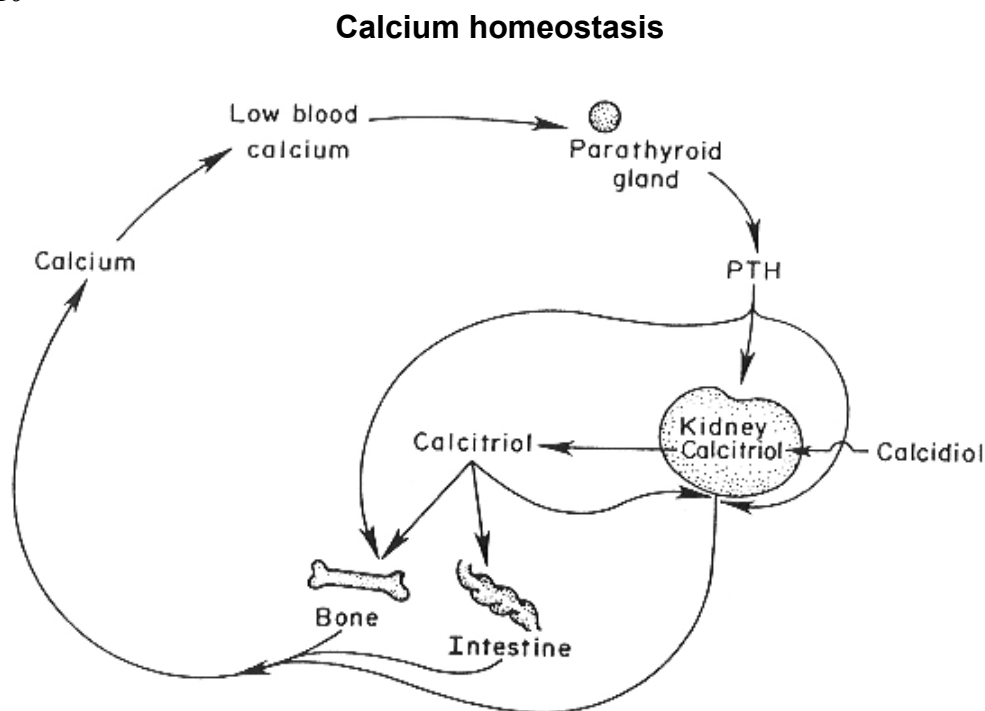 Calcium homeostasis
Low blood
calcium
Parathyroid
gland
Calcium
PTH
Kidney
Calcitriol
Calcitriol
Calcidiol
Bone
Intestine